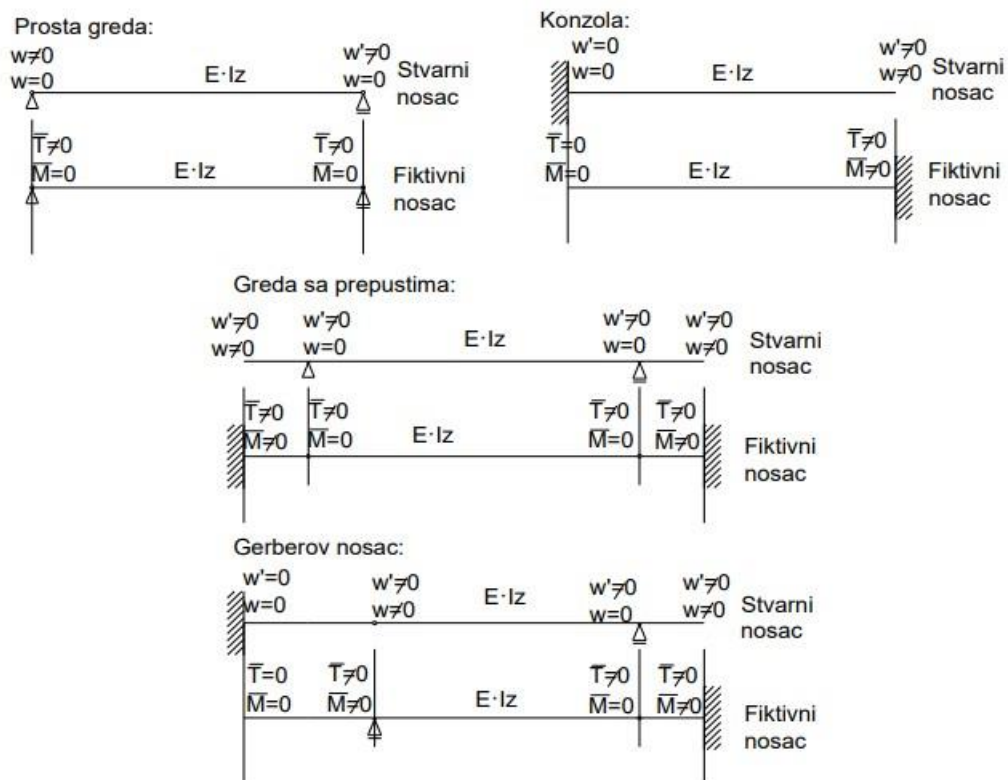 Prosta greda:
w≠0
w=0
E·Iz
w'≠0
w=0
Stvarni
nosac
T̅≠0
M̅=0
E·Iz
T̅≠0
M̅=0
Fiktivni
nosac
Konzola:
w'=0
w=0
E·Iz
w'≠0
w≠0
Stvarni
nosac
T̅=0
M̅=0
E·Iz
T̅≠0
M̅≠0
Fiktivni
nosac
Greda sa prepustima:
w'≠0
w≠0
w'≠0
w=0
E·Iz
w'≠0
w=0
w'≠0
w≠0
Stvarni
nosac
T̅≠0
M̅≠0
T̅≠0
M̅=0
E·Iz
T̅≠0
M̅=0
T̅≠0
M̅≠0
Fiktivni
nosac
Gerberov nosac:
w'=0
w=0
w'≠0
w≠0
E·Iz
w'≠0
w=0
w'≠0
w≠0
Stvarni
nosac
T̅=0
M̅=0
T̅≠0
M̅≠0
E·Iz
T̅≠0
M̅=0
T̅≠0
M̅≠0
Fiktivni
nosac